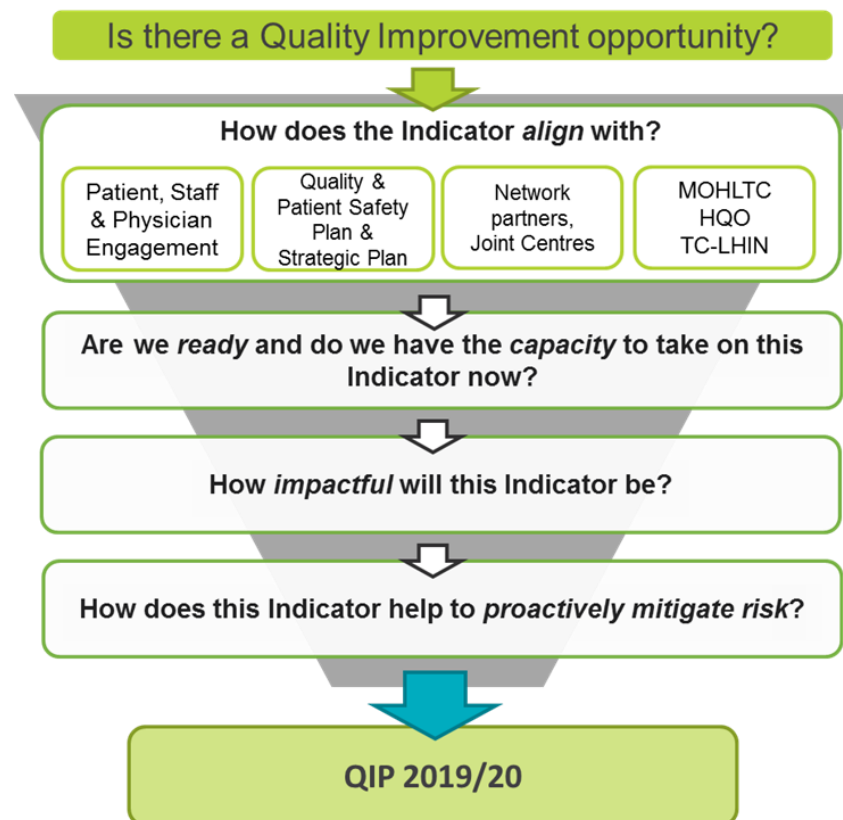 Is there a Quality Improvement opportunity?
How does the Indicator align with?
Patient, Staff
& Physician
Engagement
Quality &
Patient Safety
Plan &
Strategic Plan
Network
partners,
Joint Centres
MOHLTC
HQO
TC-LHIN
Are we ready and do we have the capacity to take on this
Indicator now?
How impactful will this Indicator be?
How does this Indicator help to proactively mitigate risk?
QIP 2019/20